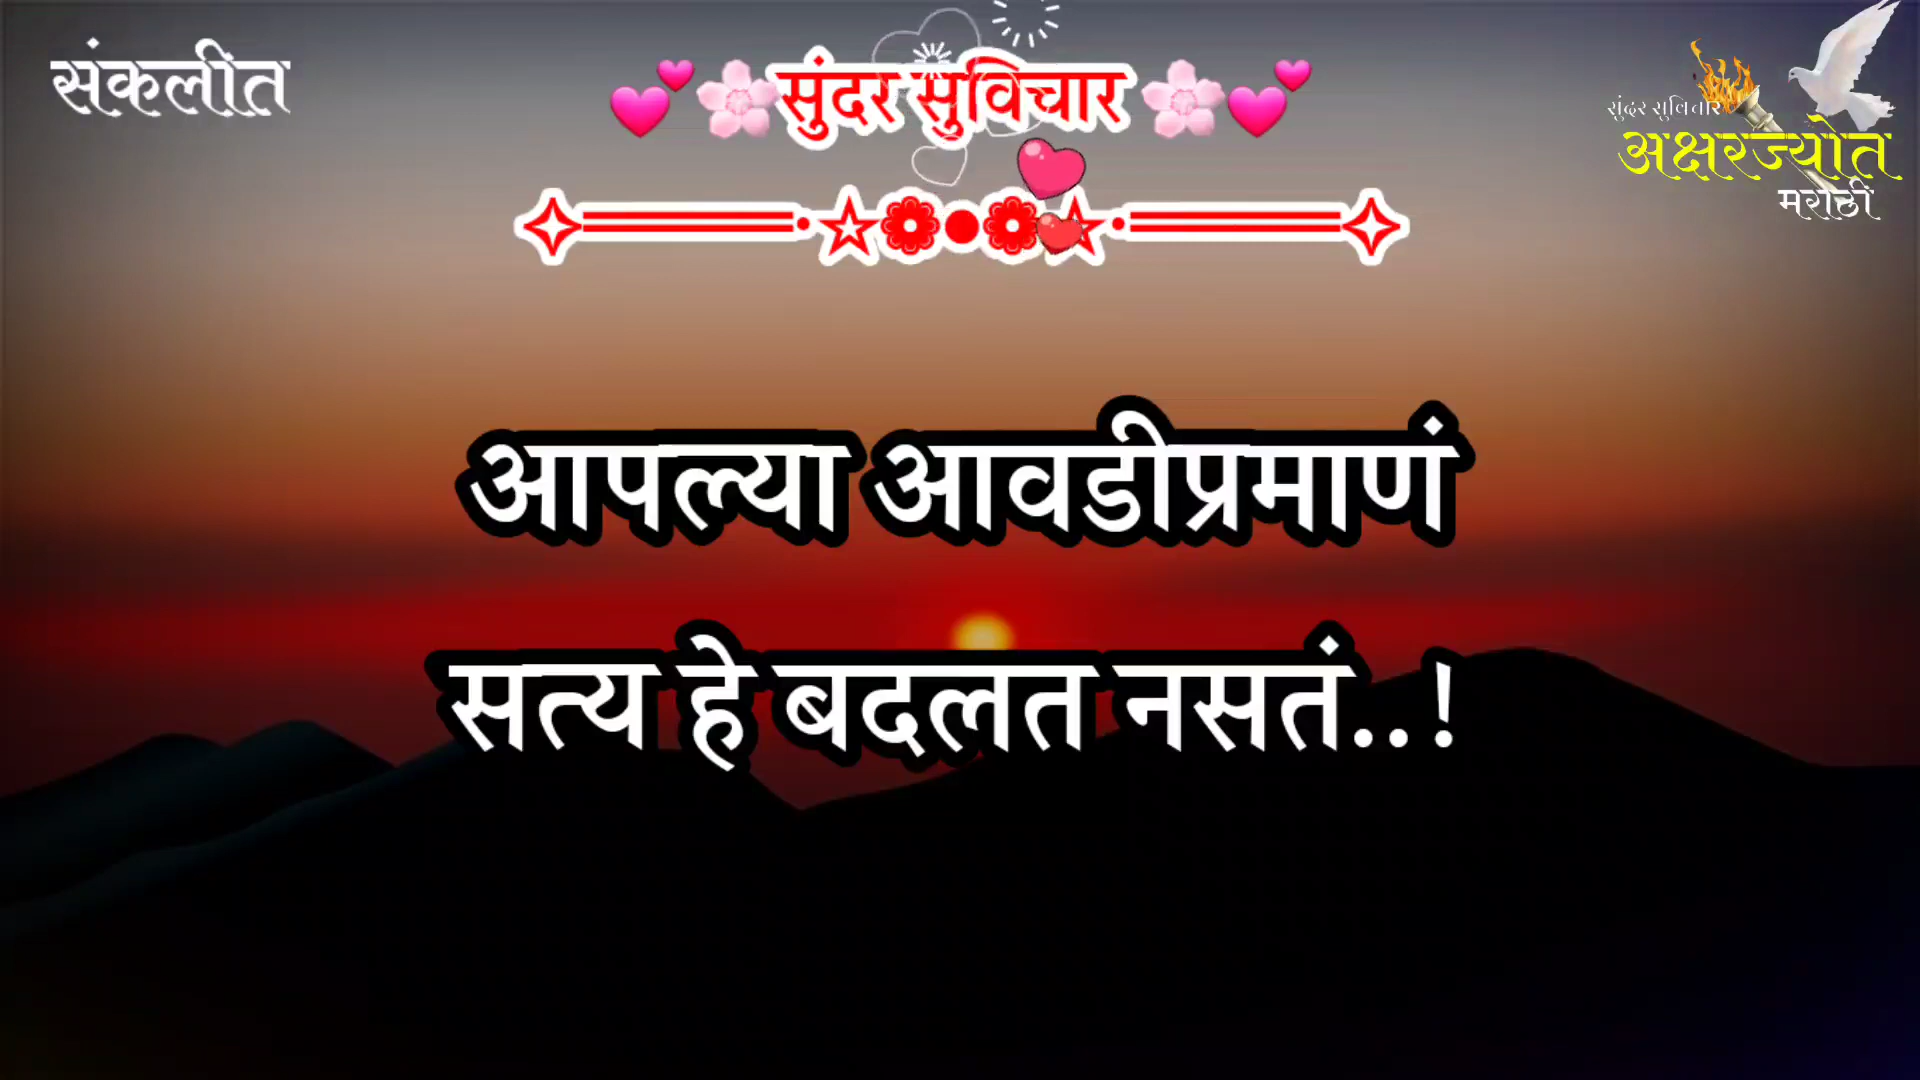 संकलीत
💕🌸सुंदर सुविचार 🌸💕
सुंदर सुविचार
अक्षरज्योत
मराठी
आपल्या आवडीप्रमाणं
सत्य हे बदलत नसतं..!